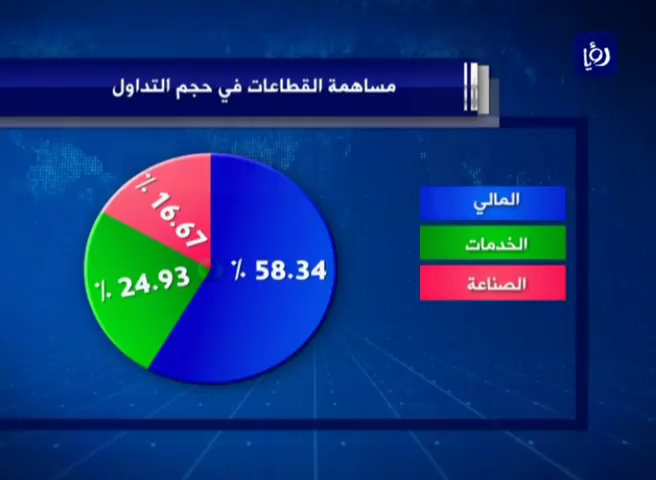 رؤيا
مساهمة القطاعات في حجم التداول
المالي
الخدمات
الصناعة
٪ 58.34
٪ 24.93
٪ 16.67